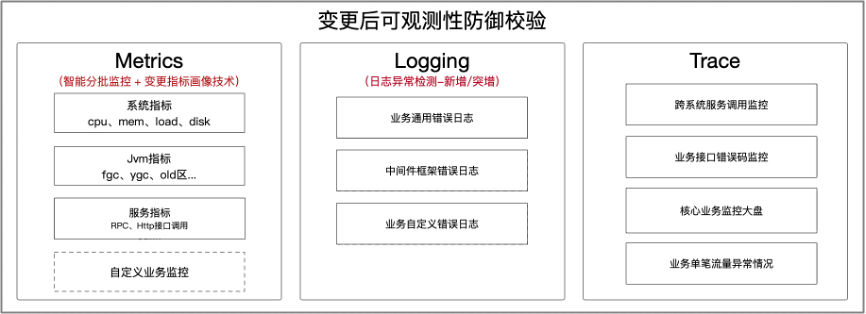 变更后可观测性防御校验
Metrics
（智能分批监控 + 变更指标画像技术）
系统指标
cpu、mem、load、disk
Jvm指标
fgc、ygc、old区...
服务指标
RPC、Http接口调用
自定义业务监控
Logging
（日志异常检测-新增/突增）
业务通用错误日志
中间件框架错误日志
业务自定义错误日志
Trace
跨系统服务调用监控
业务接口错误码监控
核心业务监控大盘
业务单笔流量异常情况